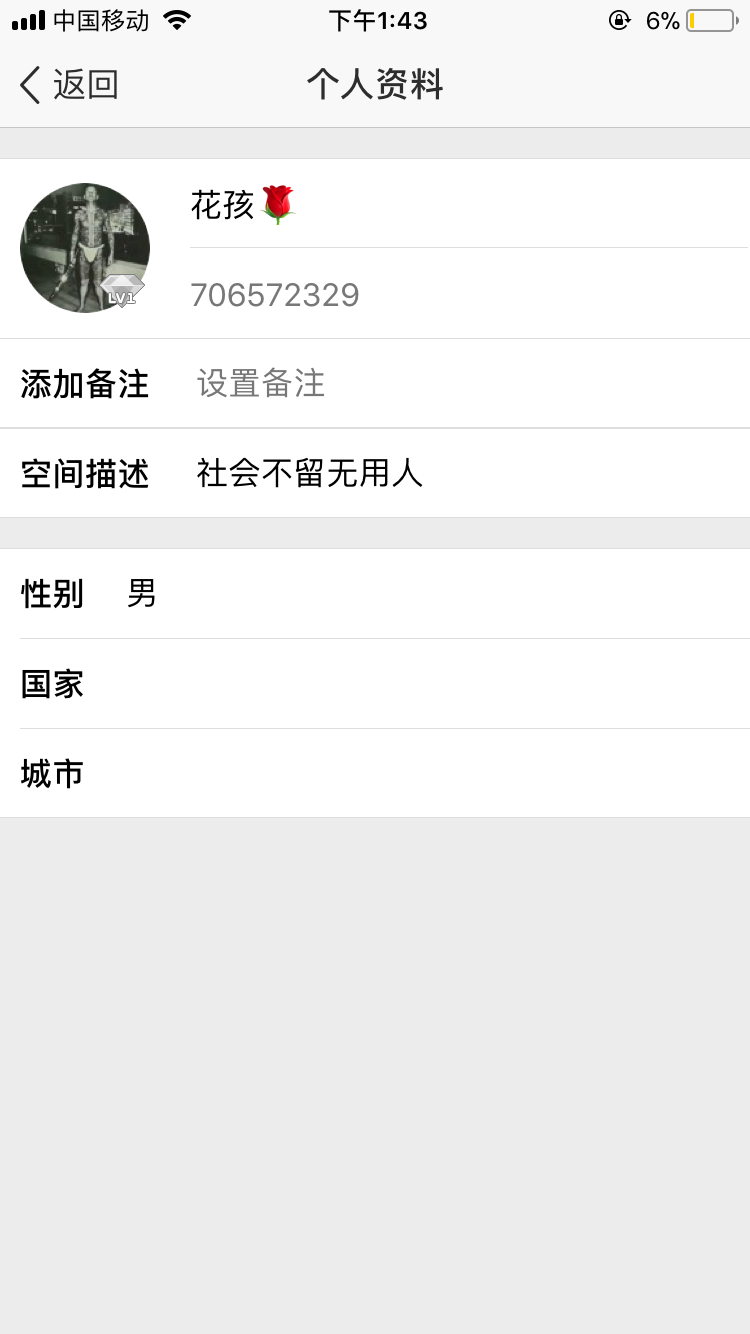 中国移动 下午1:43 6%
返回 个人资料
花孩🌹
LV1
706572329
添加备注 设置备注
空间描述 社会不留无用人
性别 男
国家
城市